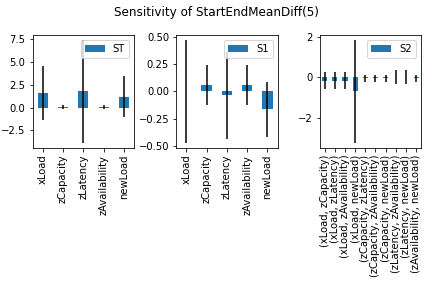 Sensitivity of StartEndMeanDiff(5)
ST
7.5
5.0
2.5
0.0
−2.5
xLoad
zCapacity
zLatency
zAvailability
newLoad
S1
0.50
0.25
0.00
−0.25
−0.50
xLoad
zCapacity
zLatency
zAvailability
newLoad
S2
2
0
−2
(xLoad, zCapacity)
(xLoad, zLatency)
(xLoad, zAvailability)
(xLoad, newLoad)
(zCapacity, zLatency)
(zCapacity, zAvailability)
(zCapacity, newLoad)
(zLatency, zAvailability)
(zLatency, newLoad)
(zAvailability, newLoad)